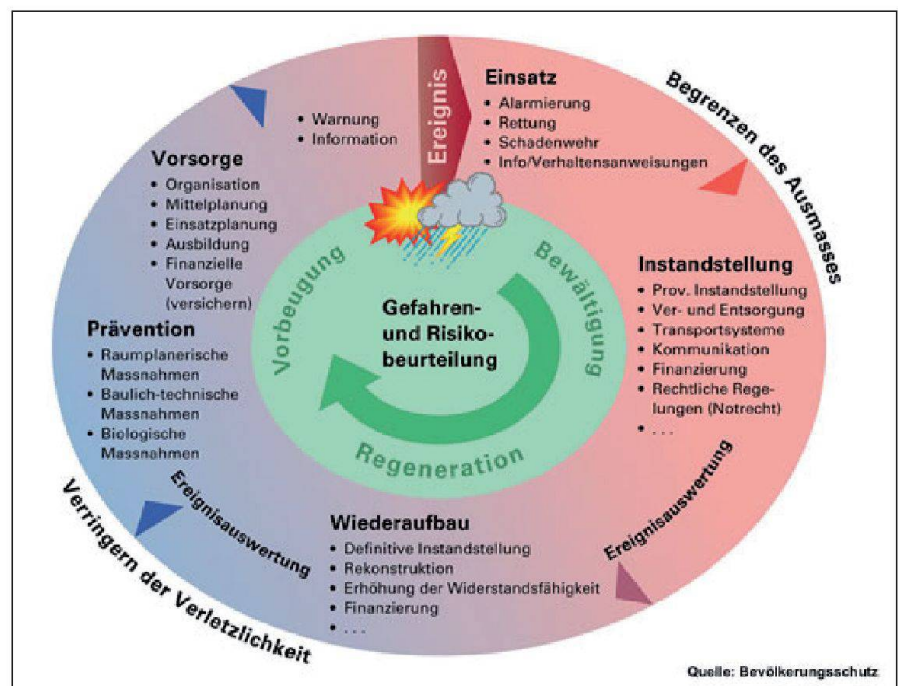 Ereignis
Einsatz
• Alarmierung
• Rettung
• Schadenwehr
• Info/Verhaltensanweisungen
Begrenzen des Ausmasses
Instandstellung
• Prov. Instandstellung
• Ver- und Entsorgung
• Transportsysteme
• Kommunikation
• Finanzierung
• Rechtliche Rege-
lungen (Notrecht)
• . . .
Ereignisauswertung
Wiederaufbau
• Definitive Instandstellung
• Rekonstruktion
• Erhöhung der Widerstandsfähigkeit
• Finanzierung
• . . .
Ereignisauswertung
Verringern der Verletzlichkeit
Prävention
• Raumplanerische
Massnahmen
• Baulich-technische
Massnahmen
• Biologische
Massnahmen
Vorsorge
• Organisation
• Mittelplanung
• Einsatzplanung
• Ausbildung
• Finanzielle
Vorsorge
(versichern)
• Warnung
• Information
Vorbeugung
Bewältigung
Regeneration
Gefahren-
und Risiko-
beurteilung
Quelle: Bevölkerungsschutz